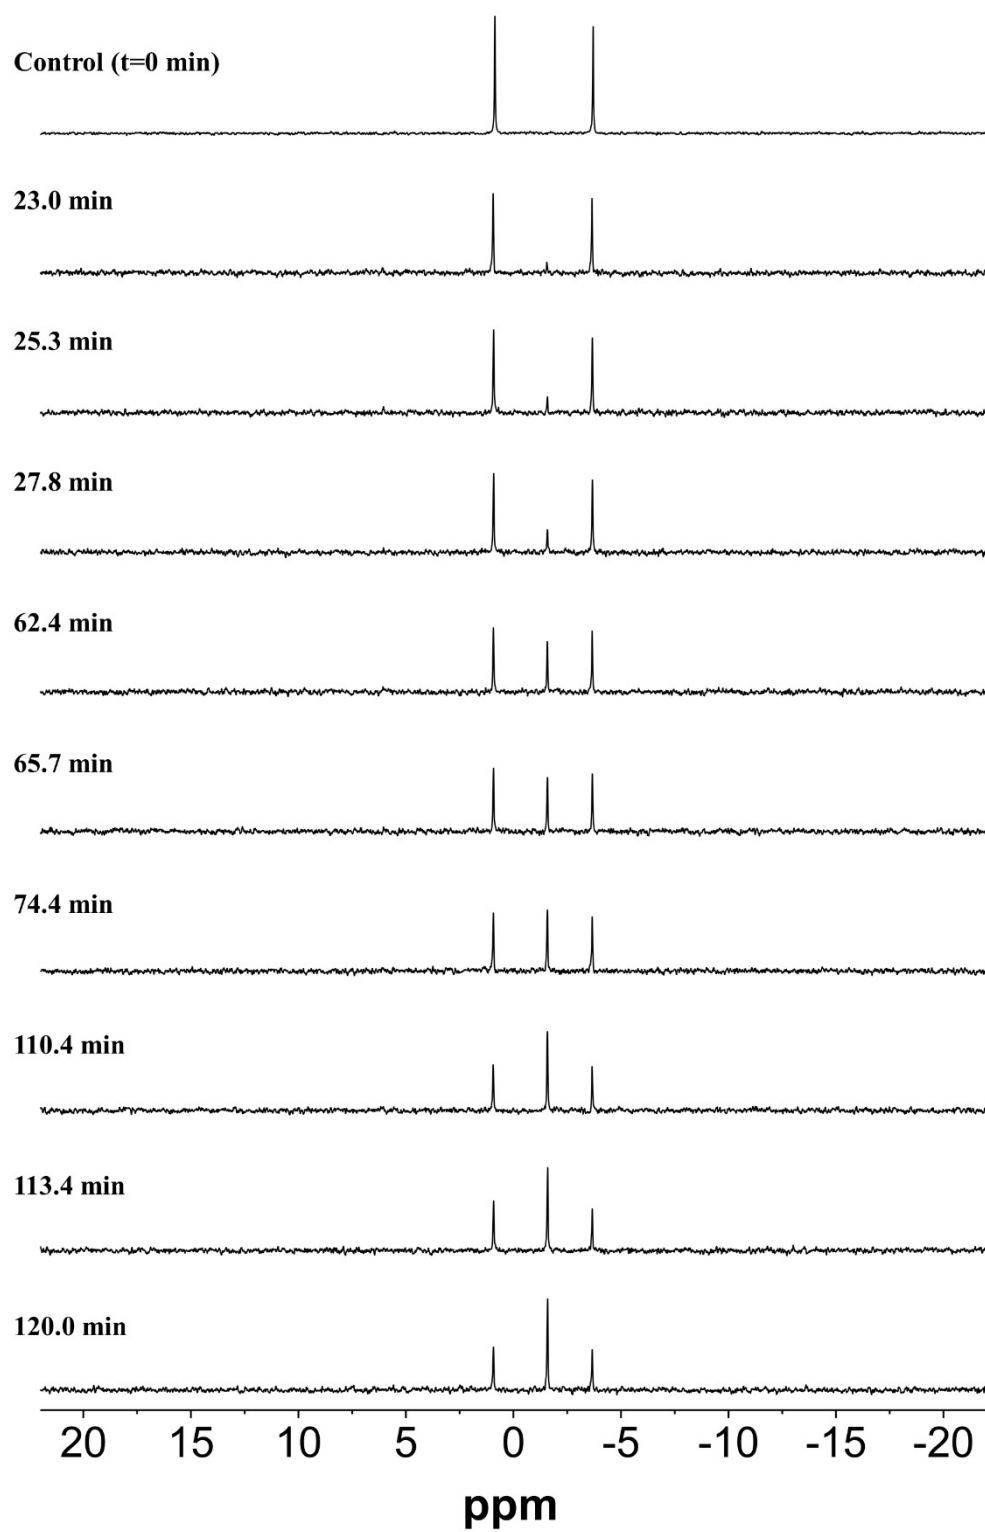 Control (t=0 min)
23.0 min
25.3 min
27.8 min
62.4 min
65.7 min
74.4 min
110.4 min
113.4 min
120.0 min
20 15 10 5 0 -5 -10 -15 -20
ppm